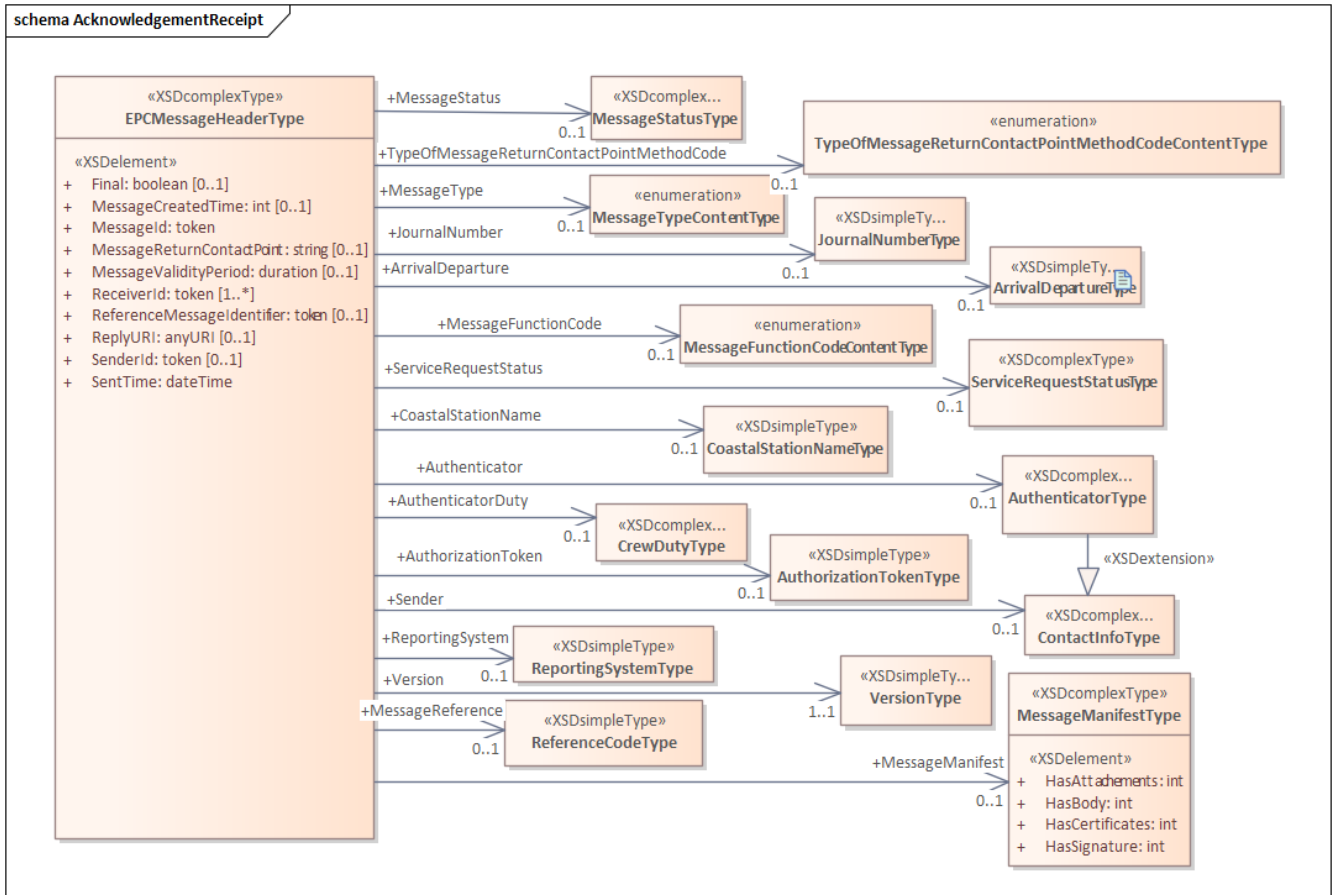 schema AcknowledgementReceipt
«XSDcomplexType»
EPCMessageHeaderType
«XSDelement»
+ Final: boolean [0..1]
+ MessageCreatedTime: int [0..1]
+ MessageId: token
+ MessageReturnContactPoint: string [0..1]
+ MessageValidityPeriod: duration [0..1]
+ ReceiverId: token [1..*]
+ ReferenceMessageIdentifier: token [0..1]
+ ReplyURI: anyURI [0..1]
+ SenderId: token [0..1]
+ SentTime: dateTime
+MessageStatus
0..1
«XSDcomplex...
MessageStatusType
+TypeOfMessageReturnContactPointMethodCode
0..1
«enumeration»
TypeOfMessageReturnContactPointMethodCodeContentType
+MessageType
0..1
«enumeration»
MessageTypeContentType
+JournalNumber
0..1
«XSDsimpleTy...
JournalNumberType
+ArrivalDeparture
0..1
«XSDsimpleTy...
ArrivalDepartureType
+MessageFunctionCode
0..1
«enumeration»
MessageFunctionCodeContentType
+ServiceRequestStatus
0..1
«XSDcomplexType»
ServiceRequestStatusType
+CoastalStationName
0..1
«XSDsimpleType»
CoastalStationNameType
+Authenticator
0..1
«XSDcomplex...
AuthenticatorType
+AuthenticatorDuty
0..1
«XSDcomplex...
CrewDutyType
+AuthorizationToken
0..1
«XSDsimpleType»
AuthorizationTokenType
«XSDextension»
+Sender
0..1
«XSDcomplex...
ContactInfoType
+ReportingSystem
0..1
«XSDsimpleType»
ReportingSystemType
+Version
1..1
«XSDsimpleTy...
VersionType
+MessageReference
0..1
«XSDsimpleType»
ReferenceCodeType
+MessageManifest
0..1
«XSDcomplexType»
MessageManifestType
«XSDelement»
+ HasAttachements: int
+ HasBody: int
+ HasCertificates: int
+ HasSignature: int